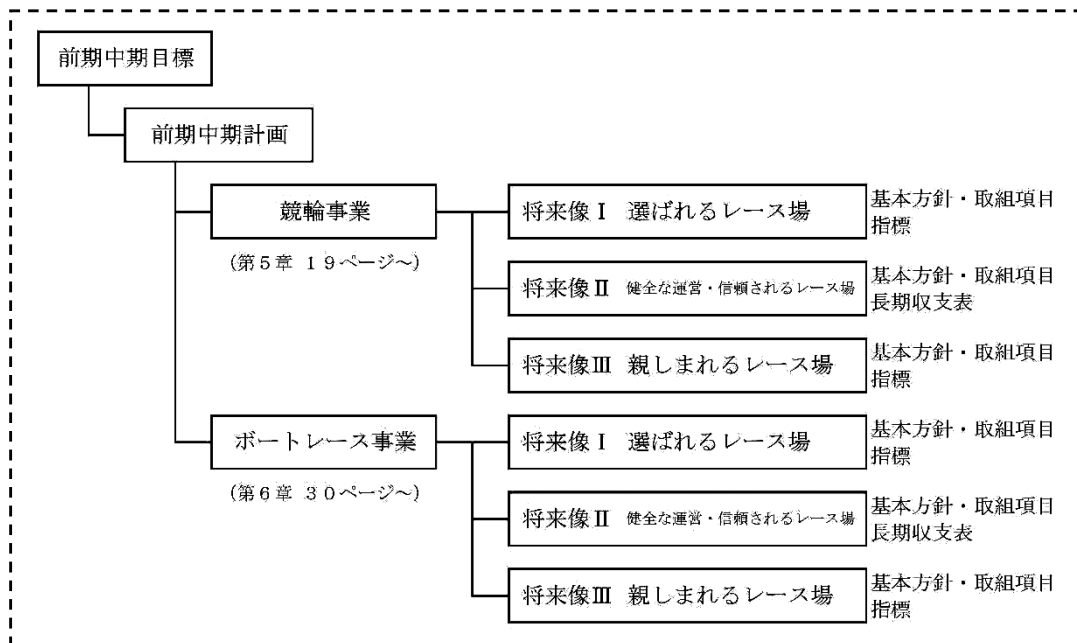 前期中期目標
前期中期計画
競輪事業
(第5章 19ページ~)
将来像Ⅰ 選ばれるレース場
基本方針・取組項目
指標
将来像Ⅱ 健全な運営・信頼されるレース場
基本方針・取組項目
長期収支表
将来像Ⅲ 親しまれるレース場
基本方針・取組項目
指標
ボートレース事業
(第6章 30ページ~)
将来像Ⅰ 選ばれるレース場
基本方針・取組項目
指標
将来像Ⅱ 健全な運営・信頼されるレース場
基本方針・取組項目
長期収支表
将来像Ⅲ 親しまれるレース場
基本方針・取組項目
指標